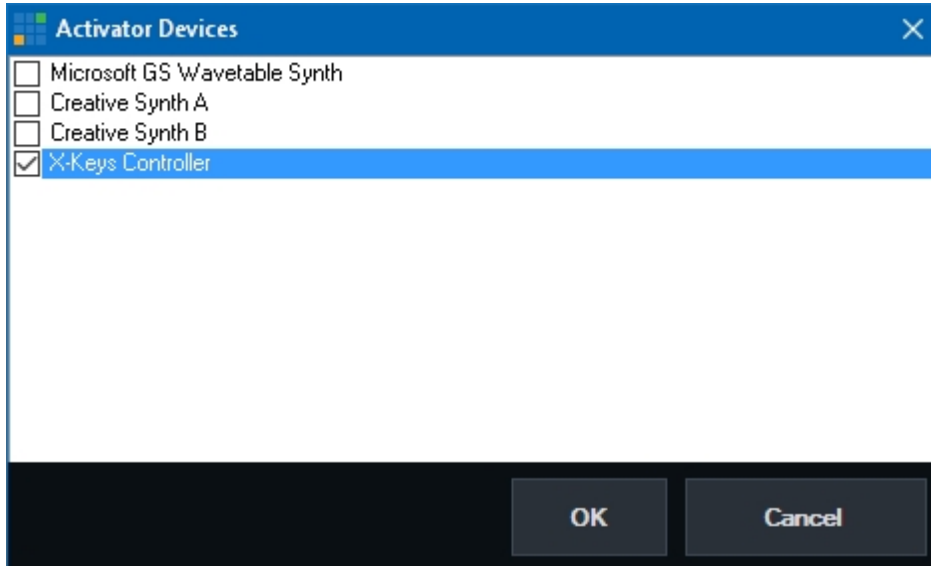 Activator Devices
Microsoft GS Wavetable Synth
Creative Synth A
Creative Synth B
X-Keys Controller
OK
Cancel